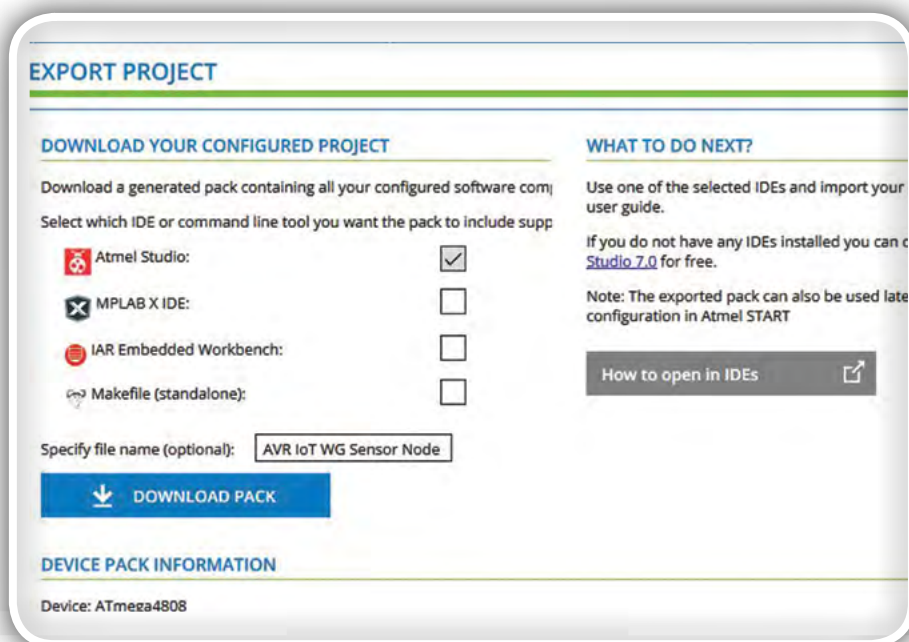 EXPORT PROJECT
DOWNLOAD YOUR CONFIGURED PROJECT
Download a generated pack containing all your configured software com
Select which IDE or command line tool you want the pack to include supp
Atmel Studio:
MPLAB X IDE:
IAR Embedded Workbench:
Makefile (standalone):
Specify file name (optional): AVR IoT WG Sensor Node
DOWNLOAD PACK
DEVICE PACK INFORMATION
Device: ATmega4808
WHAT TO DO NEXT?
Use one of the selected IDEs and import your
user guide.
If you do not have any IDEs installed you can
Studio 7.0 for free.
Note: The exported pack can also be used late
configuration in Atmel START
How to open in IDEs